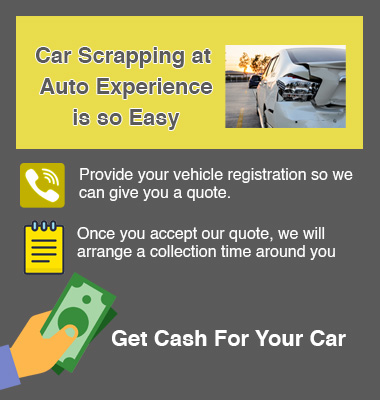 Car Scrapping at
Auto Experience
is so Easy
Provide your vehicle registration so we
can give you a quote.
Once you accept our quote, we will
arrange a collection time around you
Get Cash For Your Car